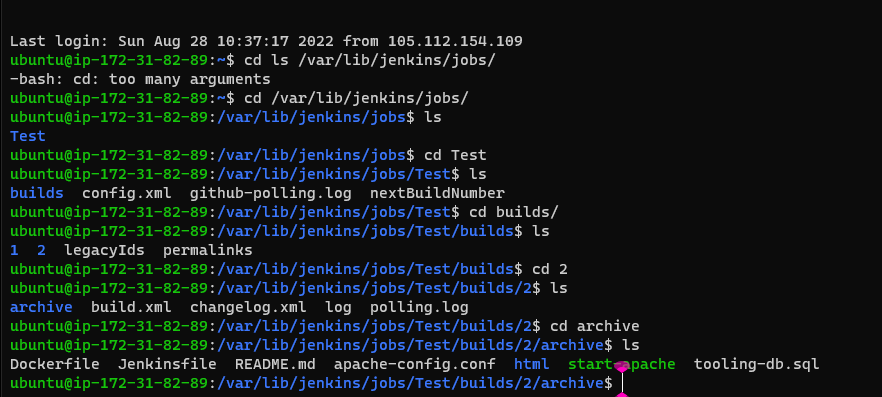 Last login: Sun Aug 28 10:37:17 2022 from 105.112.154.109
ubuntu@ip-172-31-82-89:~$ cd ls /var/lib/jenkins/jobs/
-bash: cd: too many arguments
ubuntu@ip-172-31-82-89:~$ cd /var/lib/jenkins/jobs/
ubuntu@ip-172-31-82-89:/var/lib/jenkins/jobs$ ls
Test
ubuntu@ip-172-31-82-89:/var/lib/jenkins/jobs$ cd Test
ubuntu@ip-172-31-82-89:/var/lib/jenkins/jobs/Test$ ls
builds  config.xml  github-polling.log  nextBuildNumber
ubuntu@ip-172-31-82-89:/var/lib/jenkins/jobs/Test$ cd builds/
ubuntu@ip-172-31-82-89:/var/lib/jenkins/jobs/Test/builds$ ls
1  2  legacyIds  permalinks
ubuntu@ip-172-31-82-89:/var/lib/jenkins/jobs/Test/builds$ cd 2
ubuntu@ip-172-31-82-89:/var/lib/jenkins/jobs/Test/builds/2$ ls
archive  build.xml  changelog.xml  log  polling.log
ubuntu@ip-172-31-82-89:/var/lib/jenkins/jobs/Test/builds/2$ cd archive
ubuntu@ip-172-31-82-89:/var/lib/jenkins/jobs/Test/builds/2/archive$ ls
Dockerfile  Jenkinsfile  README.md  apache-config.conf  html  start-apache  tooling-db.sql
ubuntu@ip-172-31-82-89:/var/lib/jenkins/jobs/Test/builds/2/archive$